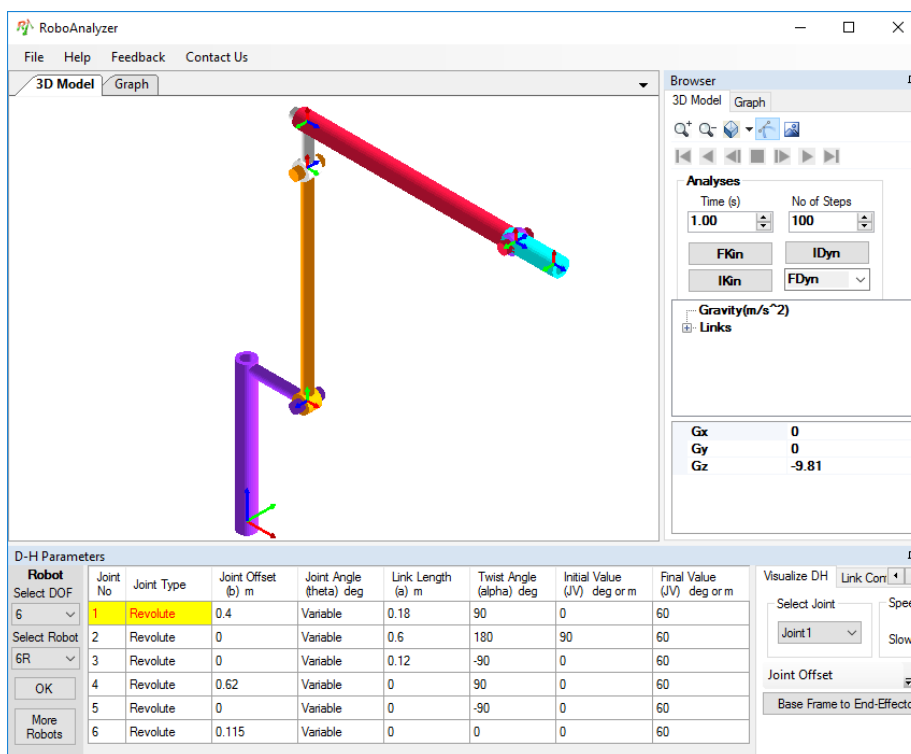 RoboAnalyzer
File Help Feedback Contact Us
3D Model Graph
Browser
3D Model Graph
Analyses
Time (s) No of Steps
1.00 100
FKin IDyn
IKin FDyn
Gravity(m/s^2)
Links
Gx 0
Gy 0
Gz -9.81
D-H Parameters
Robot
Select DOF
6
Select Robot
6R
OK
More
Robots
Joint No Joint Type Joint Offset (b) m Joint Angle (theta) deg Link Length (a) m Twist Angle (alpha) deg Initial Value (JV) deg or m Final Value (JV) deg or m
1 Revolute 0.4 Variable 0.18 90 0 60
2 Revolute 0 Variable 0.6 180 90 60
3 Revolute 0 Variable 0.12 -90 0 60
4 Revolute 0.62 Variable 0 90 0 60
5 Revolute 0 Variable 0 -90 0 60
6 Revolute 0.115 Variable 0 0 0 60
Visualize DH Link Con
Select Joint Spee
Joint1 Slow
Joint Offset
Base Frame to End-Effecto